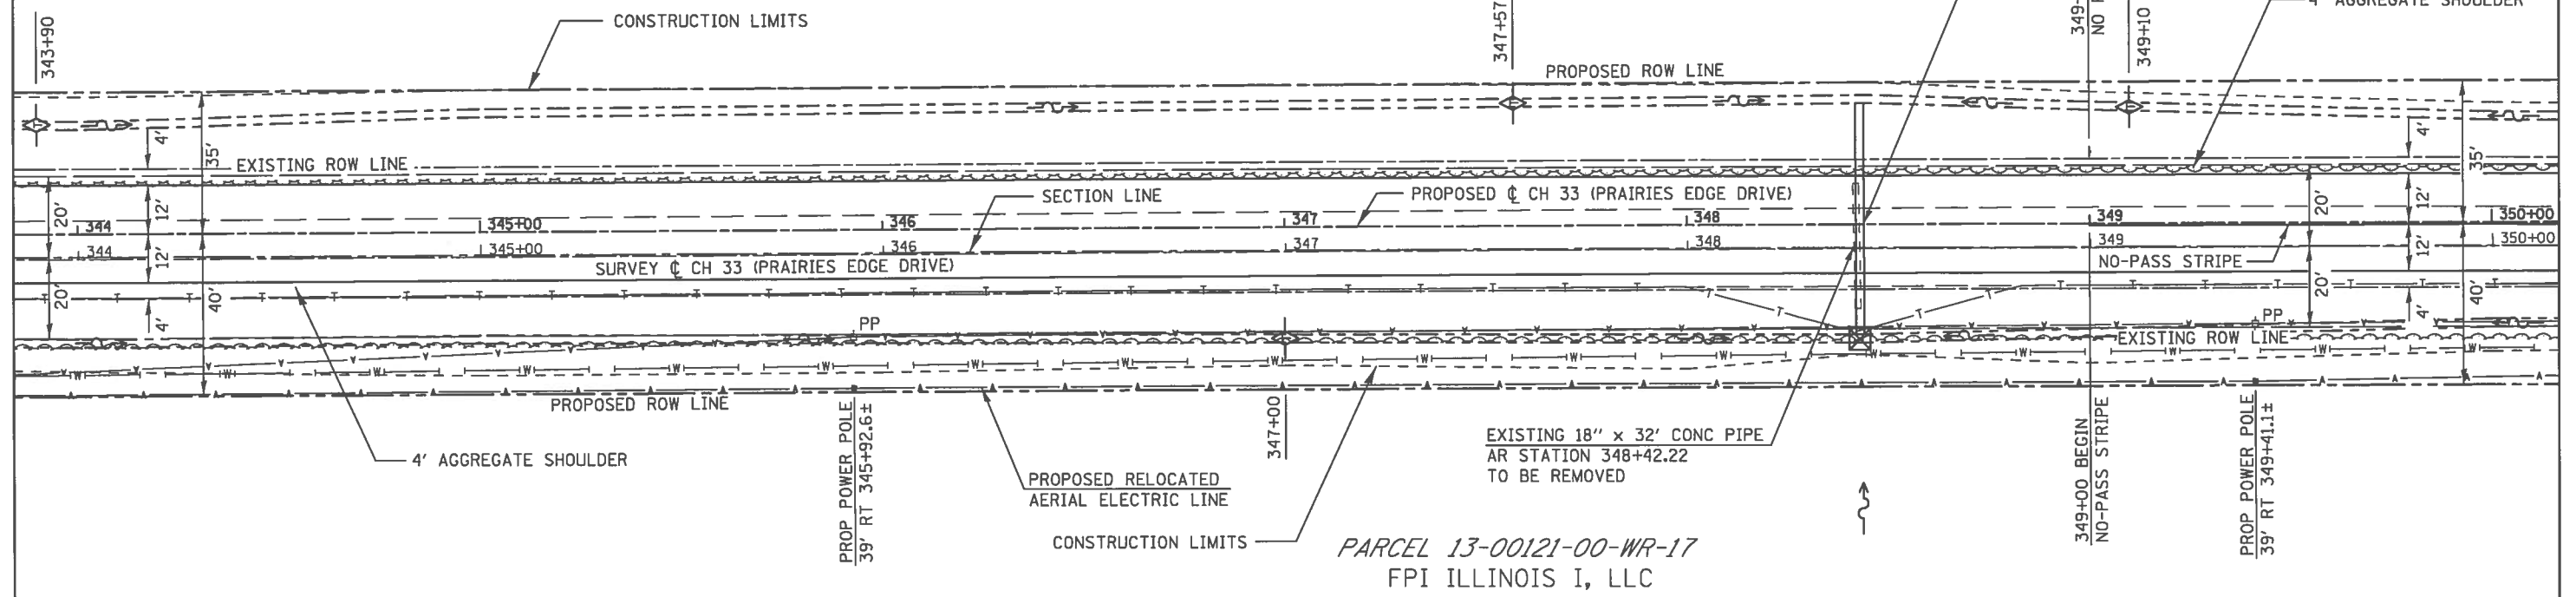 343+90
CONSTRUCTION LIMITS
347+57
349+10
4' AGGREGATE SHOULDER
PROPOSED ROW LINE
4'
35'
EXISTING ROW LINE
4'
35'
SECTION LINE
PROPOSED ℄ CH 33 (PRAIRIES EDGE DRIVE)
20'
12'
20'
12'
344
345+00
346
347
348
349
350+00
344
345+00
346
347
348
349
350+00
12'
SURVEY ℄ CH 33 (PRAIRIES EDGE DRIVE)
NO-PASS STRIPE
12'
20'
40'
4'
20'
40'
4'
PP
PP
EXISTING ROW LINE
PROPOSED ROW LINE
4' AGGREGATE SHOULDER
PROP POWER POLE
39' RT 345+92.6±
PROPOSED RELOCATED
AERIAL ELECTRIC LINE
347+00
CONSTRUCTION LIMITS
EXISTING 18" x 32' CONC PIPE
AR STATION 348+42.22
TO BE REMOVED
349+00 BEGIN
NO-PASS STRIPE
PROP POWER POLE
39' RT 349+41.1±
PARCEL 13-00121-00-WR-17
FPI ILLINOIS I, LLC